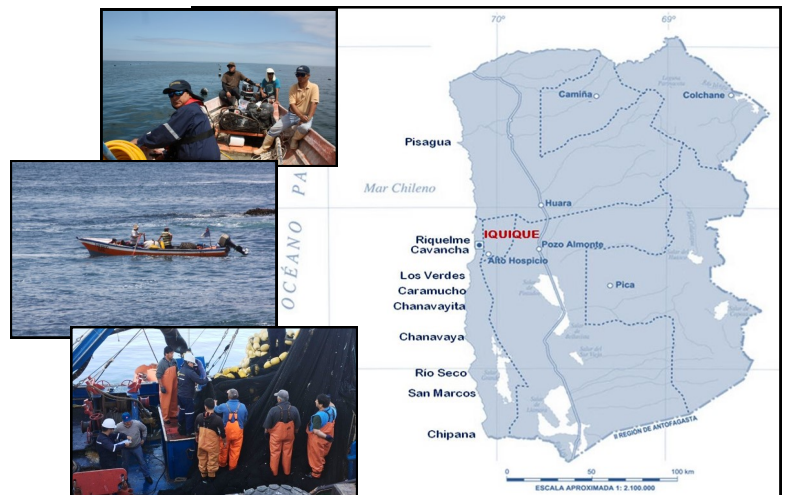 70º
69º
Camiña
Colchane
Pisagua
Mar Chileno
OCÉANO PA
Huara
IQUIQUE
Riquelme
Cavancha
Pozo Almonte
Alto Hospicio
Los Verdes
Caramucho
Pica
Chanavayita
Chanavaya
Río Seco
San Marcos
Chipana
II REGIÓN DE ANTOFAGASTA
0 50 100 km
ESCALA APROXIMADA 1: 2.100.000